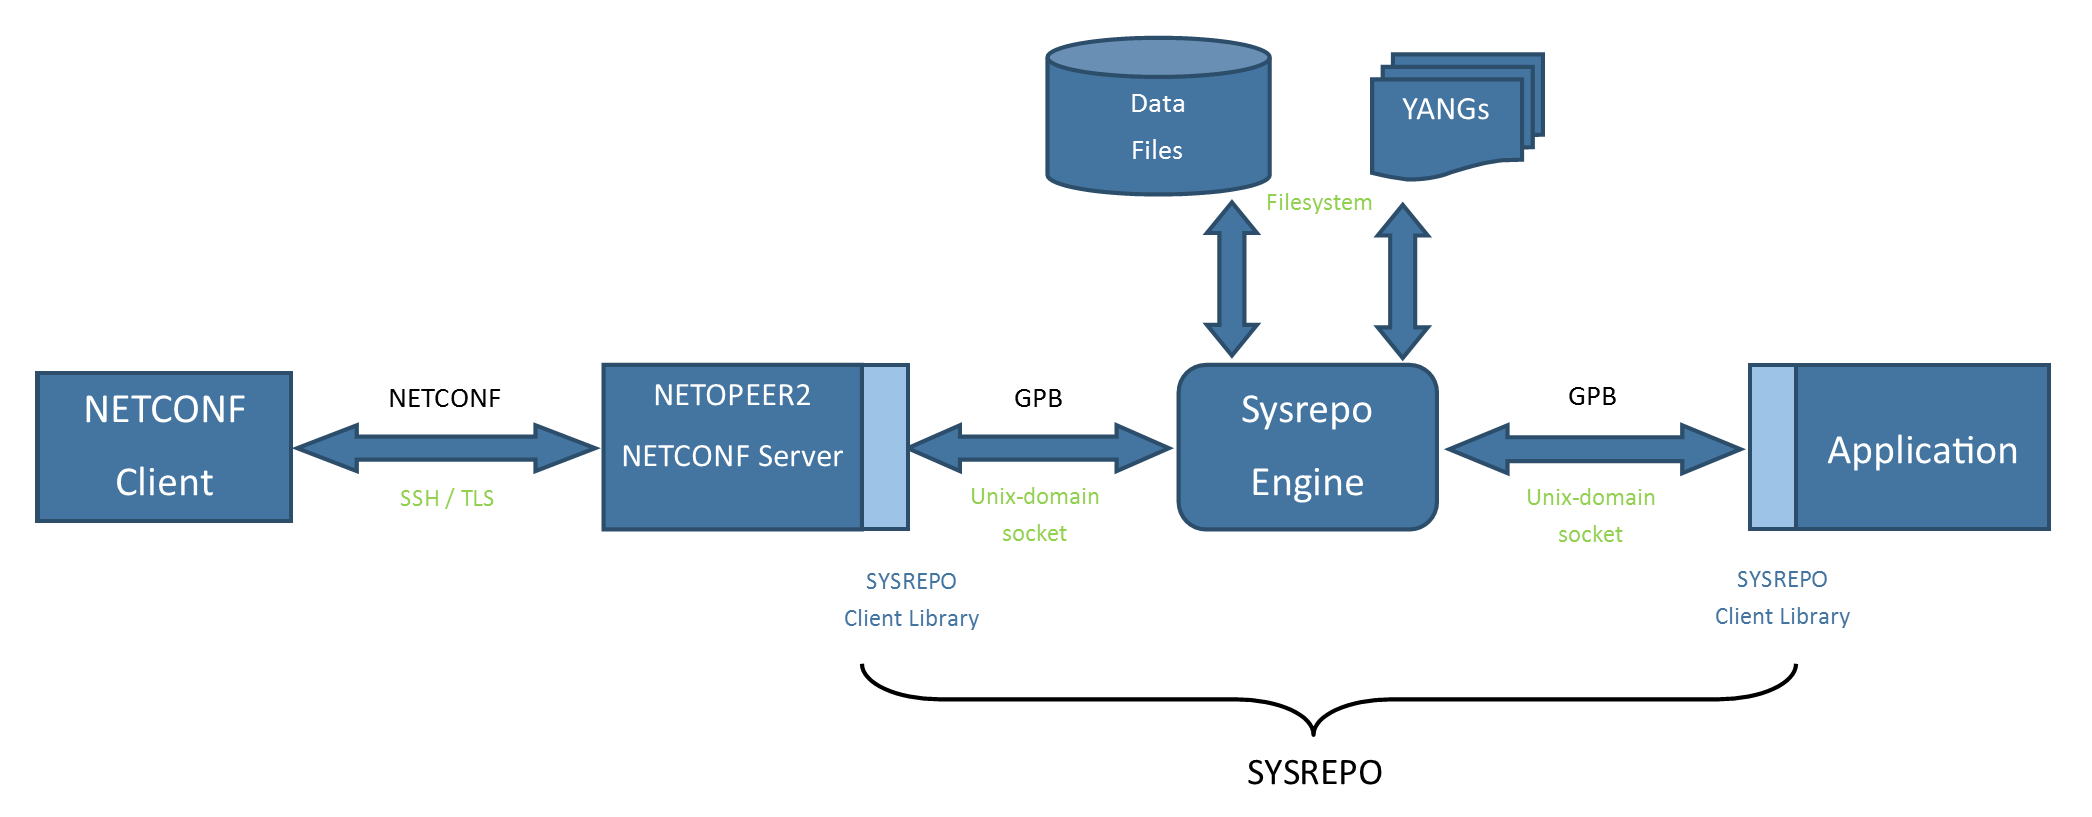 Data
Files
YANGs
Filesystem
NETCONF
Client
NETCONF
SSH / TLS
NETOPEER2
NETCONF Server
GPB
Unix-domain
socket
Sysrepo
Engine
GPB
Unix-domain
socket
Application
SYSREPO
Client Library
SYSREPO
Client Library
SYSREPO